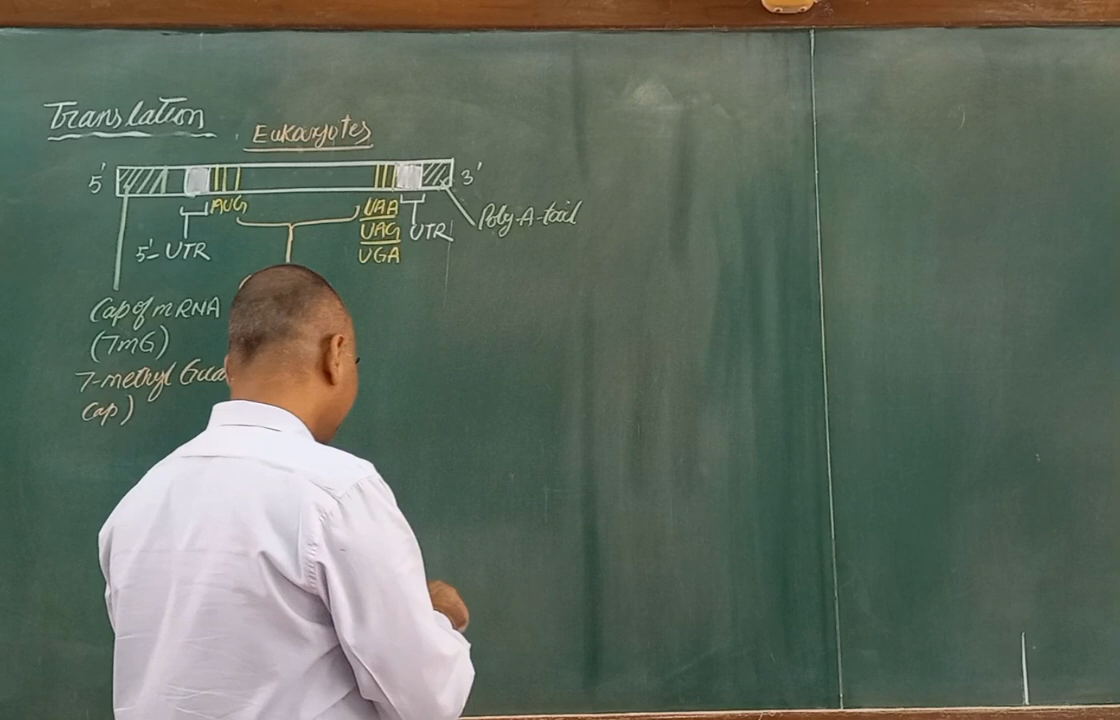 Translation
Eukaryotes
5' 3'
AUG UAA Poly-A-tail
5'-UTR UAG UTR
UGA
Cap of mRNA
(7mG)
7-methyl
Cap)